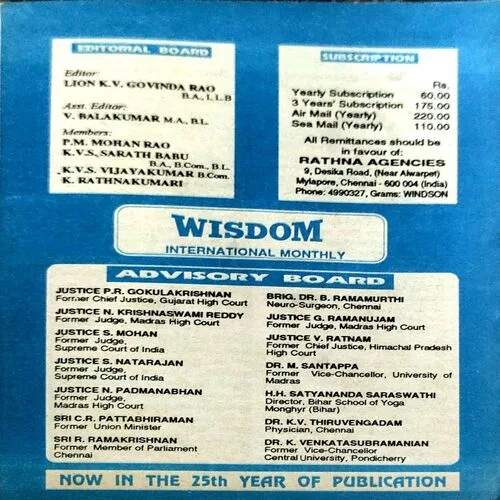 EDITORIAL BOARD
Editor:
LION K.V. GOVINDA RAO
B.A., I,L.B
Asst. Editor:
V. BALAKUMAR M.A., B.L.
Members:
P.M. MOHAN RAO
K.V.S. SARATH BABU
B.A., B.Com., B.L.
K.V.S. VIJAYAKUMAR B.Com.
K. RATHNAKUMARI
SUBSCRIPTION
Rs.
Yearly Subscription 60.00
3 Years' Subscription 175.00
Air Mail (Yearly) 220.00
Sea Mail (Yearly) 110.00
All Remittances should be
in favour of:
RATHNA AGENCIES
9, Desika Road, (Near Alwarpet)
Mylapore, Chennai - 600 004 (India)
Phone: 4990327, Grams: WINDSON
WISDOM
INTERNATIONAL MONTHLY
ADVISORY BOARD
JUSTICE P.R. GOKULAKRISHNAN
Former Chief Justice, Gujarat High Court
JUSTICE N. KRISHNASWAMI REDDY
Former Judge, Madras High Court
JUSTICE S. MOHAN
Former Judge,
Supreme Court of India
JUSTICE S. NATARAJAN
Former Judge,
Supreme Court of India
JUSTICE N. PADMANABHAN
Former Judge,
Madras High Court
SRI C.R. PATTABHIRAMAN
Former Union Minister
SRI R. RAMAKRISHNAN
Former Member of Parliament
Chennai
BRIG. DR. B. RAMAMURTHI
Neuro-Surgeon, Chennai
JUSTICE G. RAMANUJAM
Former Judge, Madras High Court
JUSTICE V. RATNAM
Former Chief Justice, Himachal Pradesh
High Court
DR. M. SANTAPPA
Former Vice-Chancellor, University of
Madras
H.H. SATYANANDA SARASWATHI
Director, Bihar School of Yoga
Monghyr (Bihar)
DR. K.V. THIRUVENGADAM
Physician, Chennai
DR. K. VENKATASUBRAMANIAN
Former Vice-Chancellor
Central University, Pondicherry
NOW IN THE 25th YEAR OF PUBLICATION